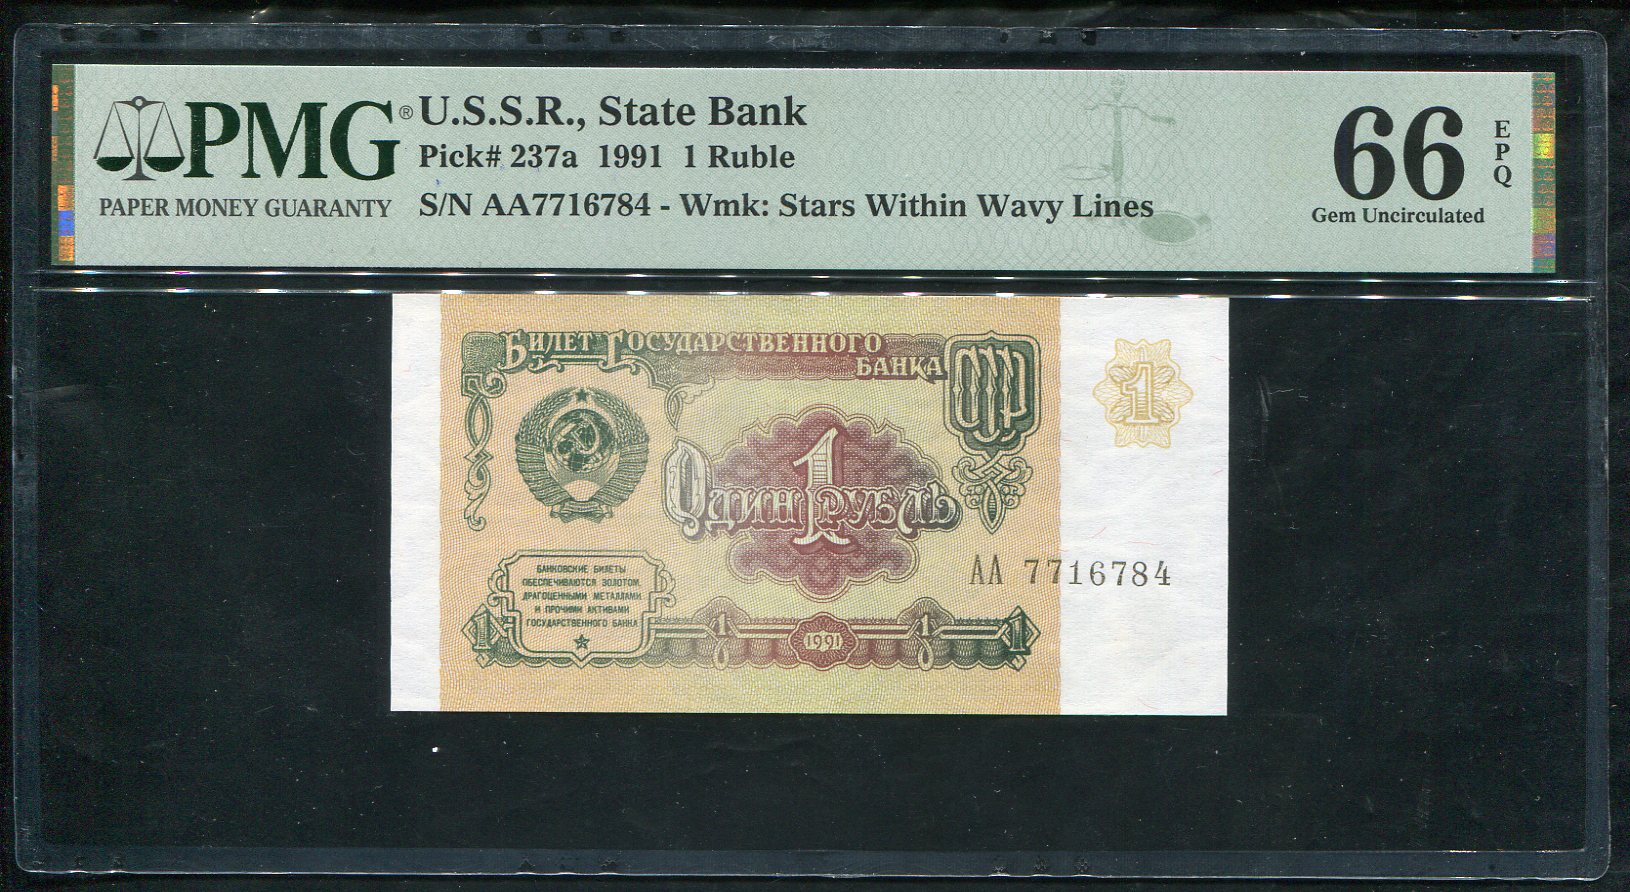 PMG®
PAPER MONEY GUARANTY
U.S.S.R., State Bank
Pick# 237a 1991 1 Ruble
S/N AA7716784 - Wmk: Stars Within Wavy Lines
66
EPQ
Gem Uncirculated
БИЛЕТ ГОСУДАРСТВЕННОГО
БАНКА
СССР
1
1
ОДИН РУБЛЬ
АА 7716784
БАНКОВСКИЕ БИЛЕТЫ
ОБЕСПЕЧИВАЮТСЯ ЗОЛОТОМ,
ДРАГОЦЕННЫМИ МЕТАЛЛАМИ
И ПРОЧИМИ АКТИВАМИ
ГОСУДАРСТВЕННОГО БАНКА
1 1 1991 1 1